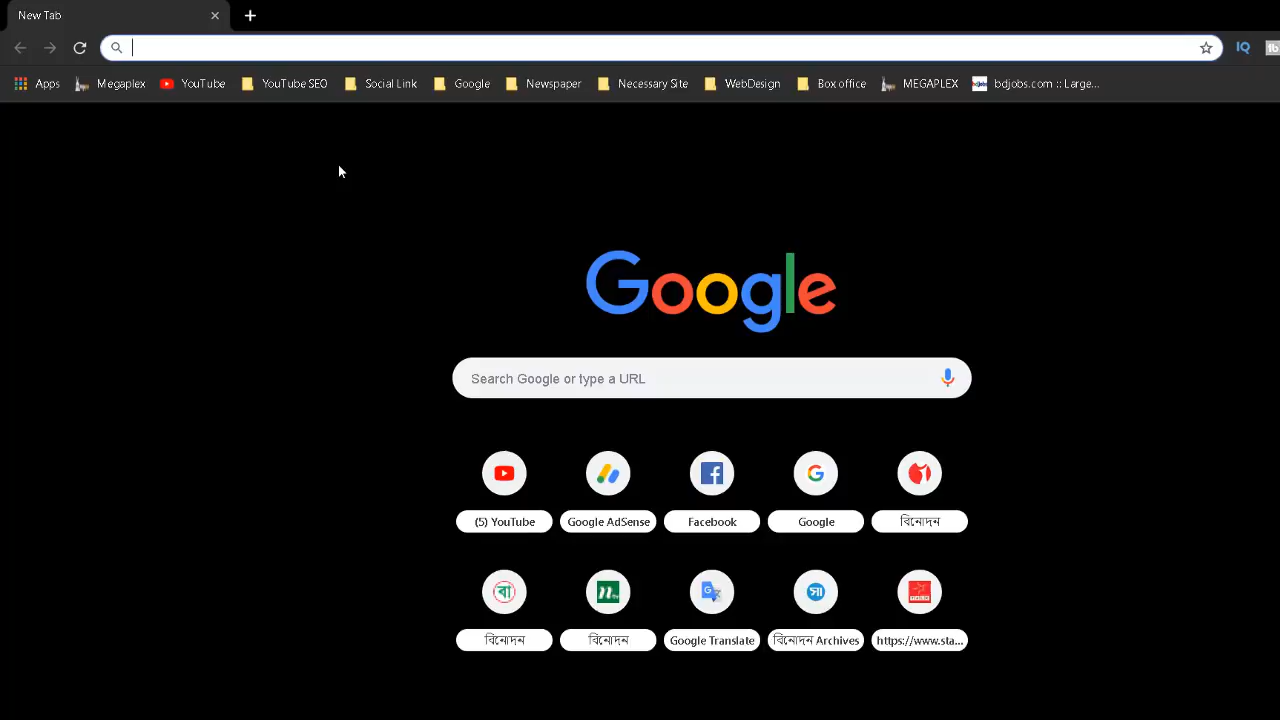 New Tab
Apps Megaplex YouTube YouTube SEO Social Link Google Newspaper Necessary Site WebDesign Box office MEGAPLEX bdjobs.com :: Large...
Google
Search Google or type a URL
(5) YouTube Google AdSense Facebook Google বিনোদন
বিনোদন বিনোদন Google Translate বিনোদন Archives https://www.sta...